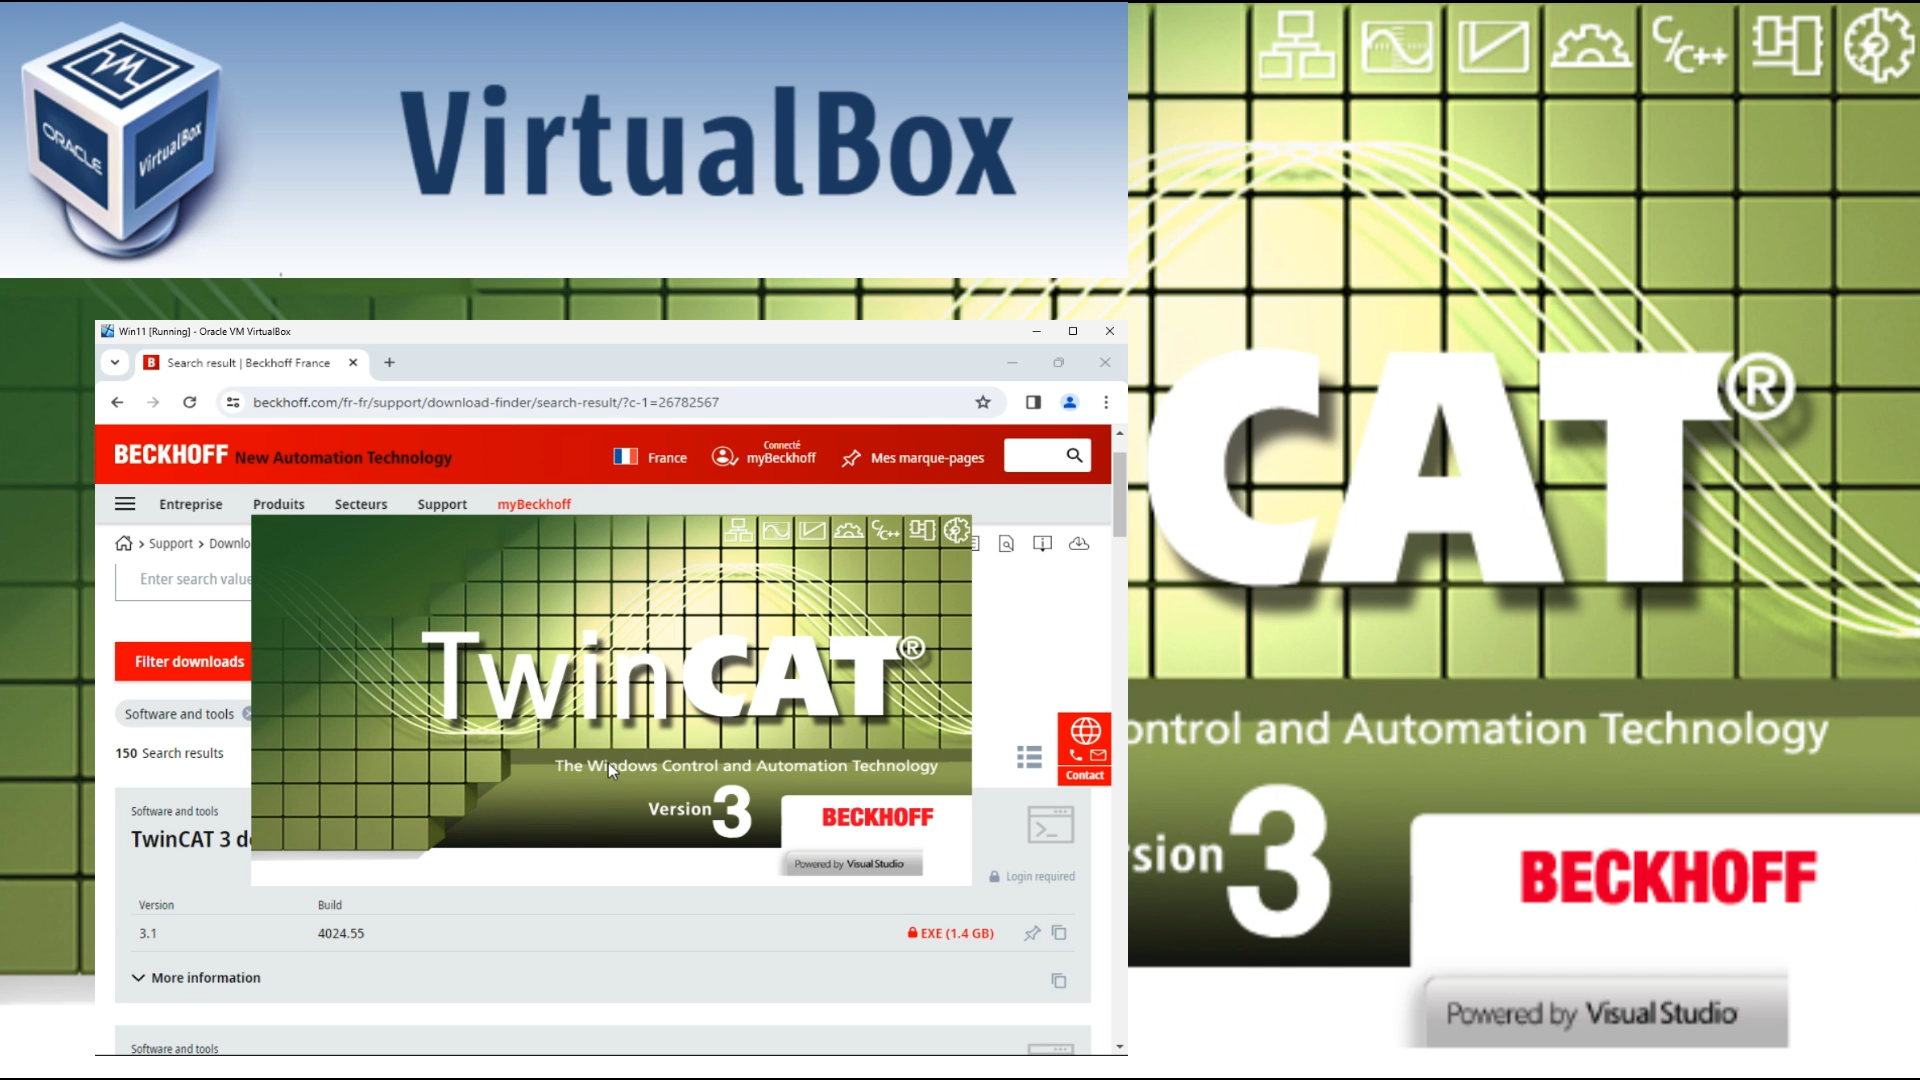 ORACLE
VirtualBox
VirtualBox
C/C++
CAT®
ontrol and Automation Technology
sion 3
BECKHOFF
Powered by Visual Studio
Win11 [Running] - Oracle VM VirtualBox
B Search result | Beckhoff France
beckhoff.com/fr-fr/support/download-finder/search-result/?c-1=26782567
BECKHOFF New Automation Technology
France
Connecté
myBeckhoff
Mes marque-pages
Entreprise Produits Secteurs Support myBeckhoff
> Support > Downlo
Enter search value
Filter downloads
Software and tools
150 Search results
C/C++
TwinCAT®
The Windows Control and Automation Technology
Version 3
BECKHOFF
Powered by Visual Studio
Contact
Software and tools
TwinCAT 3 d
Login required
Version Build
3.1 4024.55 EXE (1.4 GB)
More information
Software and tools